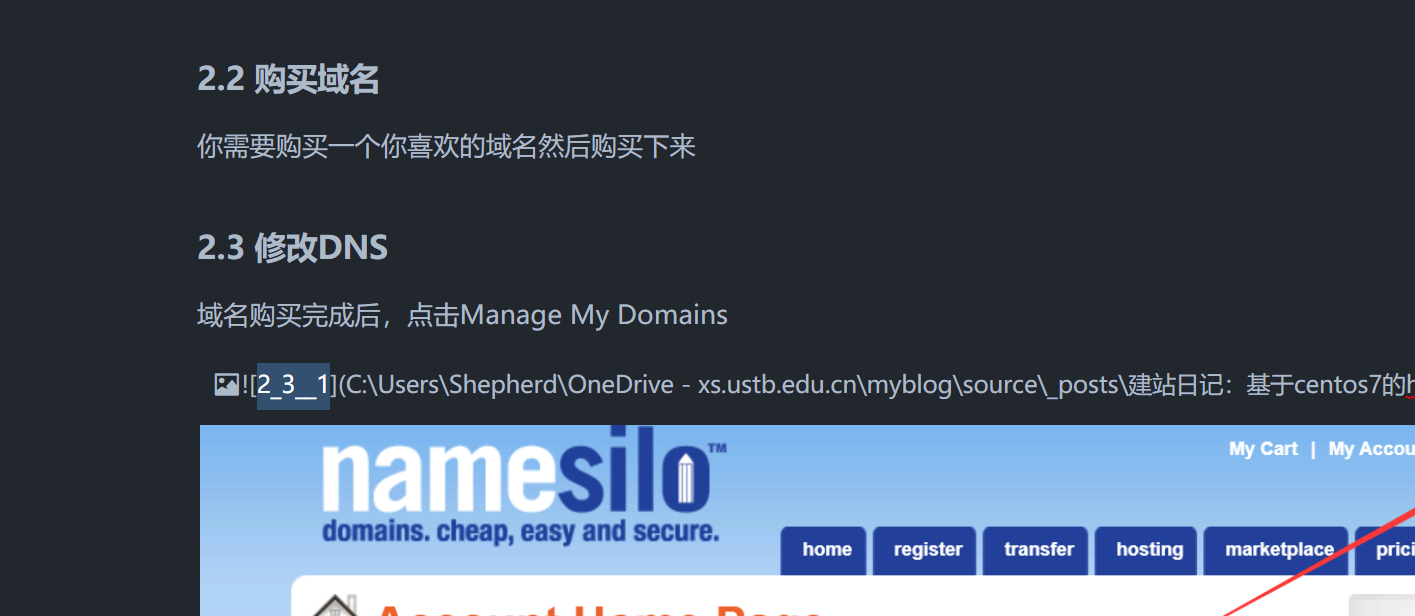 2.2 购买域名
你需要购买一个你喜欢的域名然后购买下来
2.3 修改DNS
域名购买完成后，点击Manage My Domains
![2_3__1](C:\Users\Shepherd\OneDrive - xs.ustb.edu.cn\myblog\source\_posts\建站日记：基于centos7的h
My Cart | My Accou
namesilo™
domains. cheap, easy and secure.
home register transfer hosting marketplace prici
Account Home Page